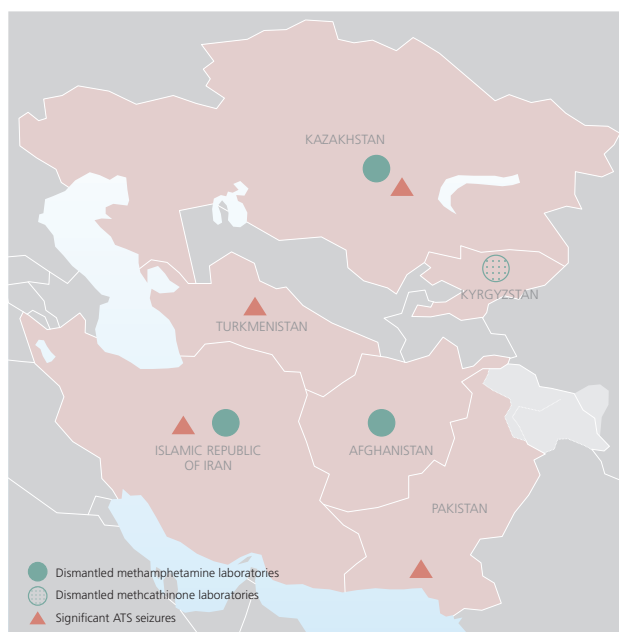 KAZAKHSTAN
KYRGYZSTAN
TURKMENISTAN
ISLAMIC REPUBLIC
OF IRAN
AFGHANISTAN
PAKISTAN
Dismantled methamphetamine laboratories
Dismantled methcathinone laboratories
Significant ATS seizures